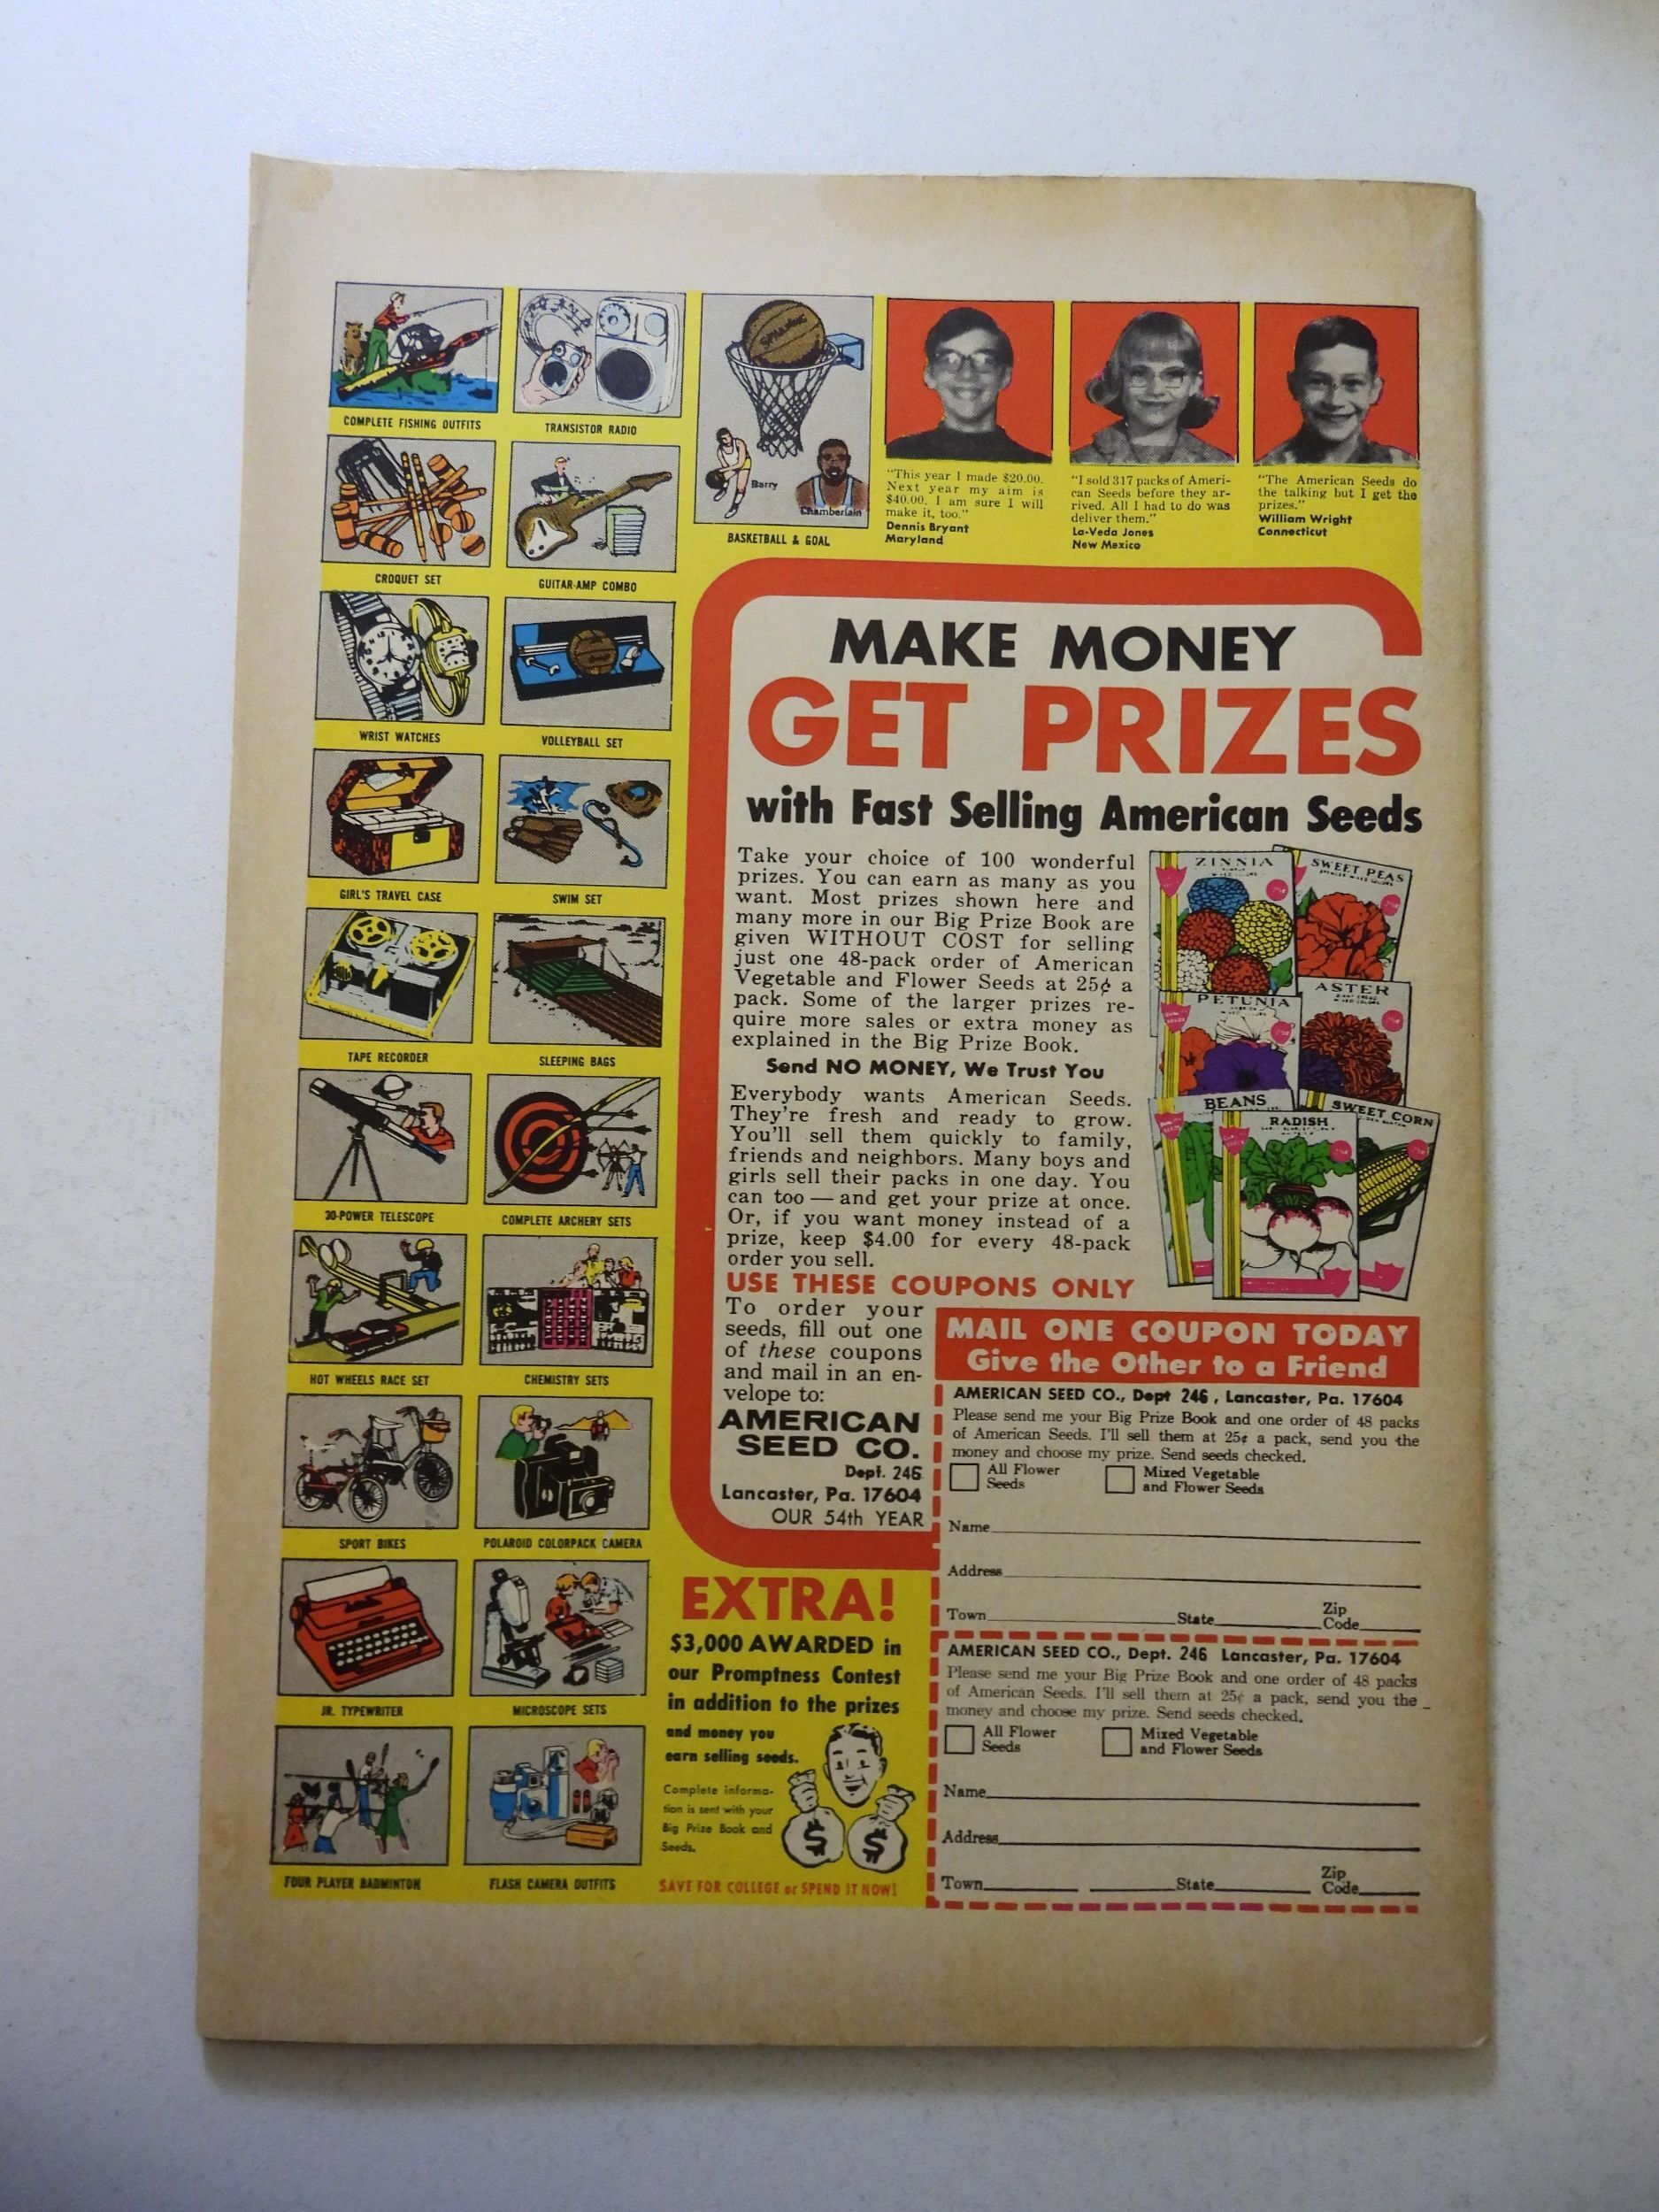 COMPLETE FISHING OUTFITS
TRANSISTOR RADIO
SPALDING
Barry
Chamberlain
BASKETBALL & GOAL
CROQUET SET
GUITAR-AMP COMBO
WRIST WATCHES
VOLLEYBALL SET
GIRL'S TRAVEL CASE
SWIM SET
TAPE RECORDER
SLEEPING BAGS
30-POWER TELESCOPE
COMPLETE ARCHERY SETS
HOT WHEELS RACE SET
CHEMISTRY SETS
SPORT BIKES
POLAROID COLORPACK CAMERA
JR. TYPEWRITER
MICROSCOPE SETS
FOUR PLAYER BADMINTON
FLASH CAMERA OUTFITS
"This year I made $20.00.
Next year my aim is
$40.00. I am sure I will
make it, too."
Dennis Bryant
Maryland
"I sold 317 packs of Ameri-
can Seeds before they ar-
rived. All I had to do was
deliver them."
La-Veda Jones
New Mexico
"The American Seeds do
the talking but I get the
prizes."
William Wright
Connecticut
MAKE MONEY
GET PRIZES
with Fast Selling American Seeds
Take your choice of 100 wonderful
prizes. You can earn as many as you
want. Most prizes shown here and
many more in our Big Prize Book are
given WITHOUT COST for selling
just one 48-pack order of American
Vegetable and Flower Seeds at 25¢ a
pack. Some of the larger prizes re-
quire more sales or extra money as
explained in the Big Prize Book.
Send NO MONEY, We Trust You
Everybody wants American Seeds.
They're fresh and ready to grow.
You'll sell them quickly to family,
friends and neighbors. Many boys and
girls sell their packs in one day. You
can too — and get your prize at once.
Or, if you want money instead of a
prize, keep $4.00 for every 48-pack
order you sell.
ZINNIA
SWEET PEAS
PETUNIA
ASTER
BEANS
RADISH
SWEET CORN
USE THESE COUPONS ONLY
To order your
seeds, fill out one
of these coupons
and mail in an en-
velope to:
AMERICAN
SEED CO.
Dept. 246
Lancaster, Pa. 17604
OUR 54th YEAR
MAIL ONE COUPON TODAY
Give the Other to a Friend
AMERICAN SEED CO., Dept 246, Lancaster, Pa. 17604
Please send me your Big Prize Book and one order of 48 packs
of American Seeds. I'll sell them at 25¢ a pack, send you the
money and choose my prize. Send seeds checked.
All Flower
Seeds
Mixed Vegetable
and Flower Seeds
Name
Address
Town State Zip
Code
AMERICAN SEED CO., Dept. 246 Lancaster, Pa. 17604
Please send me your Big Prize Book and one order of 48 packs
of American Seeds. I'll sell them at 25¢ a pack, send you the
money and choose my prize. Send seeds checked.
All Flower
Seeds
Mixed Vegetable
and Flower Seeds
Name
Address
Town State Zip
Code
EXTRA!
$3,000 AWARDED in
our Promptness Contest
in addition to the prizes
and money you
earn selling seeds.
Complete informa-
tion is sent with your
Big Prize Book and
Seeds.
$ $
SAVE FOR COLLEGE or SPEND IT NOW!